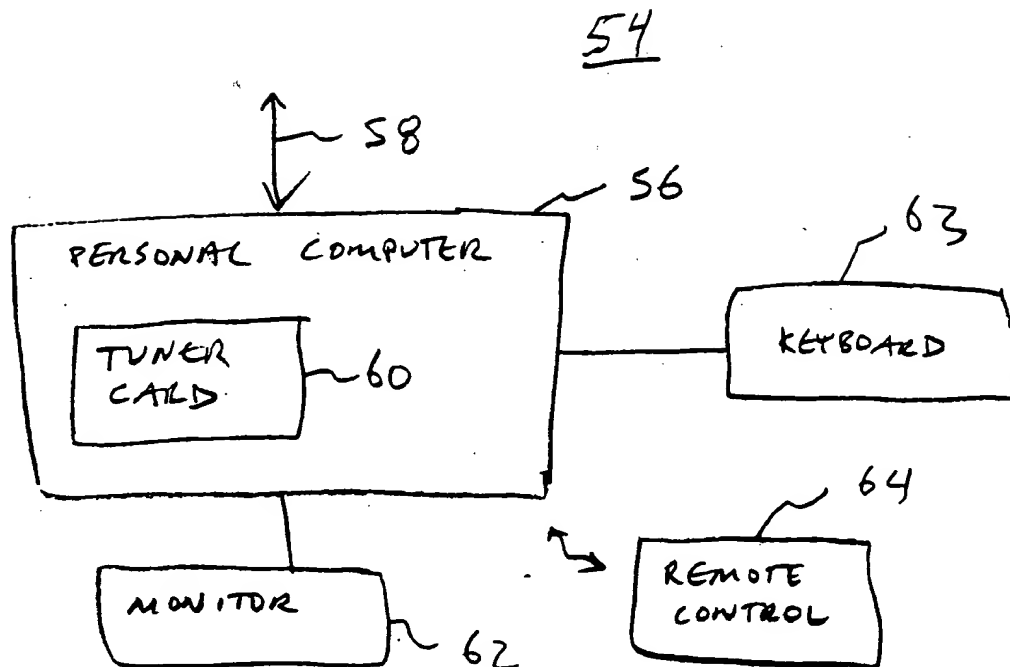 54
58
56
PERSONAL COMPUTER
63
TUNER
CARD
60
KEYBOARD
64
REMOTE
CONTROL
MONITOR
62